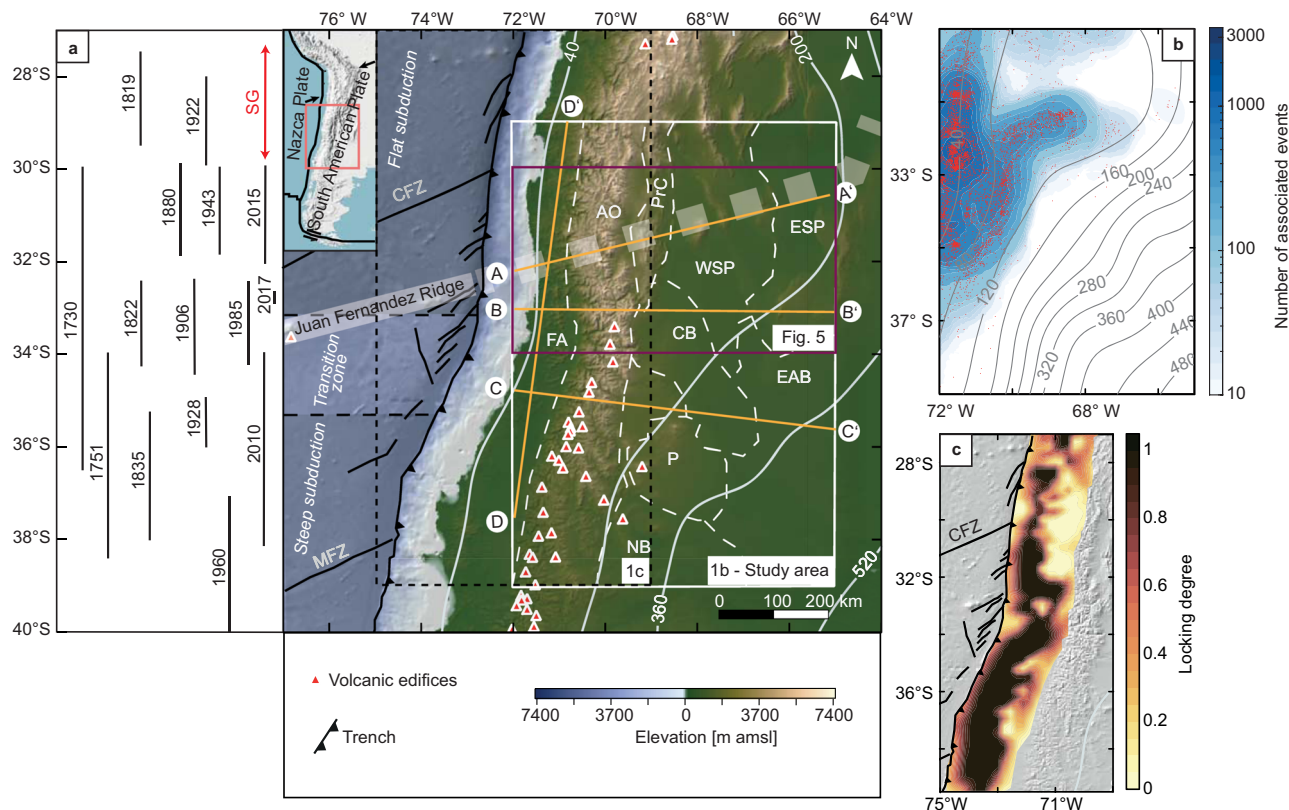 76° W
74° W
72° W
70° W
68° W
66° W
64° W
a
28°S
30°S
32°S
34°S
36°S
38°S
40°S
1730
1751
1819
1822
1835
1880
1906
1922
1928
1943
1960
1985
2010
2015
2017
SG
Nazca Plate
South American Plate
Flat subduction
CFZ
Juan Fernandez Ridge
Transition
zone
Steep subduction
MFZ
40
200
N
D'
A
A'
B
B'
C
C'
D
AO
PrC
ESP
WSP
FA
CB
Fig. 5
EAB
P
NB
1c
1b - Study area
360
520
0 100 200 km
Volcanic edifices
Trench
7400 3700 0 3700 7400
Elevation [m amsl]
b
33°S
37°S
72° W
68° W
40
120
160
200
240
280
320
360
400
440
480
3000
1000
100
10
Number of associated events
c
28°S
CFZ
32°S
36°S
75°W
71°W
1
0.8
0.6
0.4
0.2
0
Locking degree